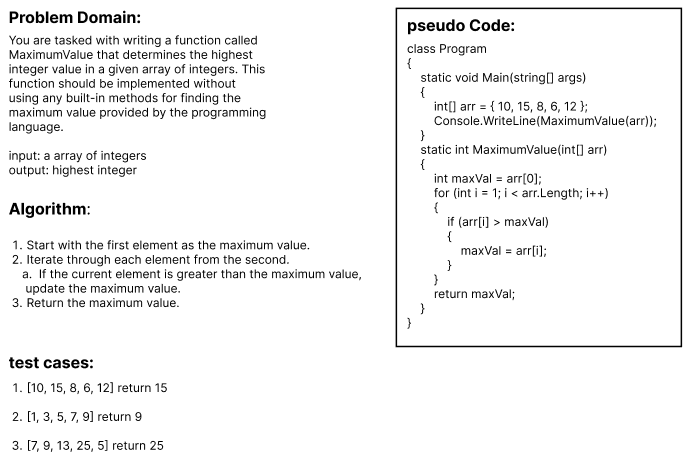 Problem Domain:
You are tasked with writing a function called
MaximumValue that determines the highest
integer value in a given array of integers. This
function should be implemented without
using any built-in methods for finding the
maximum value provided by the programming
language.
input: a array of integers
output: highest integer
Algorithm:
1. Start with the first element as the maximum value.
2. Iterate through each element from the second.
a. If the current element is greater than the maximum value,
update the maximum value.
3. Return the maximum value.
test cases:
1. [10, 15, 8, 6, 12] return 15
2. [1, 3, 5, 7, 9] return 9
3. [7, 9, 13, 25, 5] return 25
pseudo Code:
class Program
{
static void Main(string[] args)
{
int[] arr = { 10, 15, 8, 6, 12 };
Console.WriteLine(MaximumValue(arr));
}
static int MaximumValue(int[] arr)
{
int maxVal = arr[0];
for (int i = 1; i < arr.Length; i++)
{
if (arr[i] > maxVal)
{
maxVal = arr[i];
}
}
return maxVal;
}
}